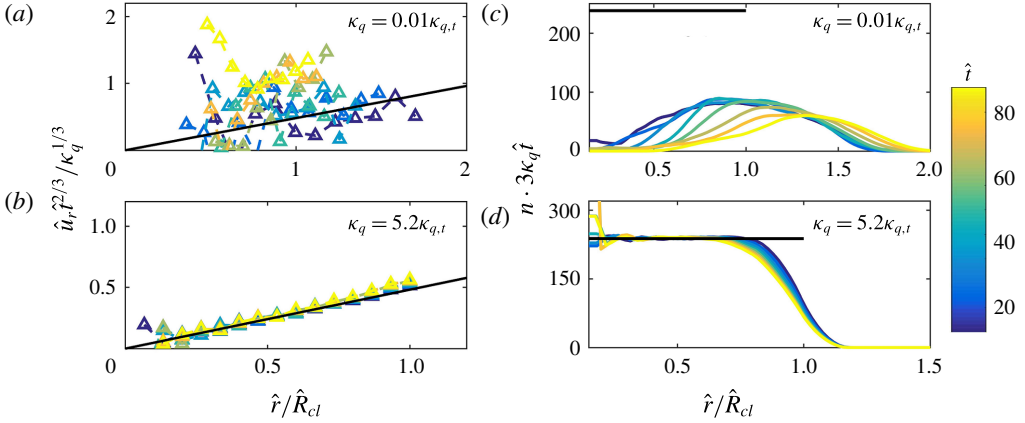 (a)
2
1
0
0
1
2
κ_q = 0.01κ_{q,t}
(b)
1.0
0.5
0
0.5
1.0
κ_q = 5.2κ_{q,t}
û_r t̂^{2/3}/κ_q^{1/3}
r̂/R̂_{cl}
(c)
200
100
0
0.5
1.0
1.5
2.0
κ_q = 0.01κ_{q,t}
(d)
300
150
0
0.5
1.0
1.5
κ_q = 5.2κ_{q,t}
n · 3κ_q t̂
r̂/R̂_{cl}
t̂
80
60
40
20